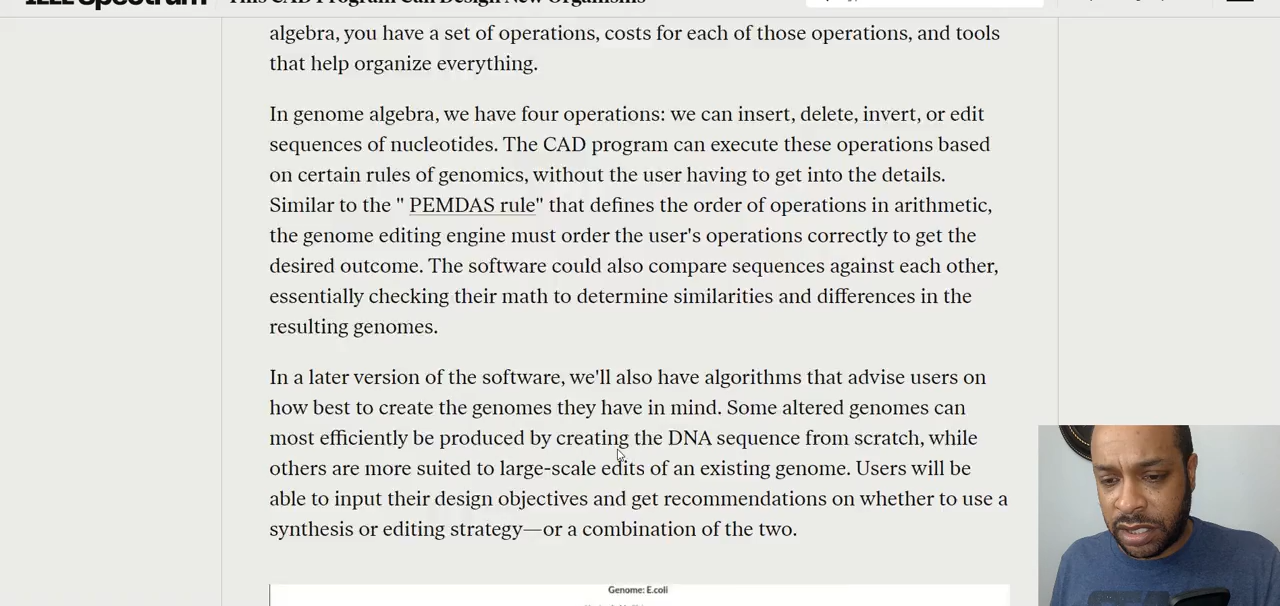 IEEE Spectrum This CAD Program Can Design New Organisms
algebra, you have a set of operations, costs for each of those operations, and tools
that help organize everything.
In genome algebra, we have four operations: we can insert, delete, invert, or edit
sequences of nucleotides. The CAD program can execute these operations based
on certain rules of genomics, without the user having to get into the details.
Similar to the " PEMDAS rule" that defines the order of operations in arithmetic,
the genome editing engine must order the user's operations correctly to get the
desired outcome. The software could also compare sequences against each other,
essentially checking their math to determine similarities and differences in the
resulting genomes.
In a later version of the software, we'll also have algorithms that advise users on
how best to create the genomes they have in mind. Some altered genomes can
most efficiently be produced by creating the DNA sequence from scratch, while
others are more suited to large-scale edits of an existing genome. Users will be
able to input their design objectives and get recommendations on whether to use a
synthesis or editing strategy—or a combination of the two.
Genome: E.coli